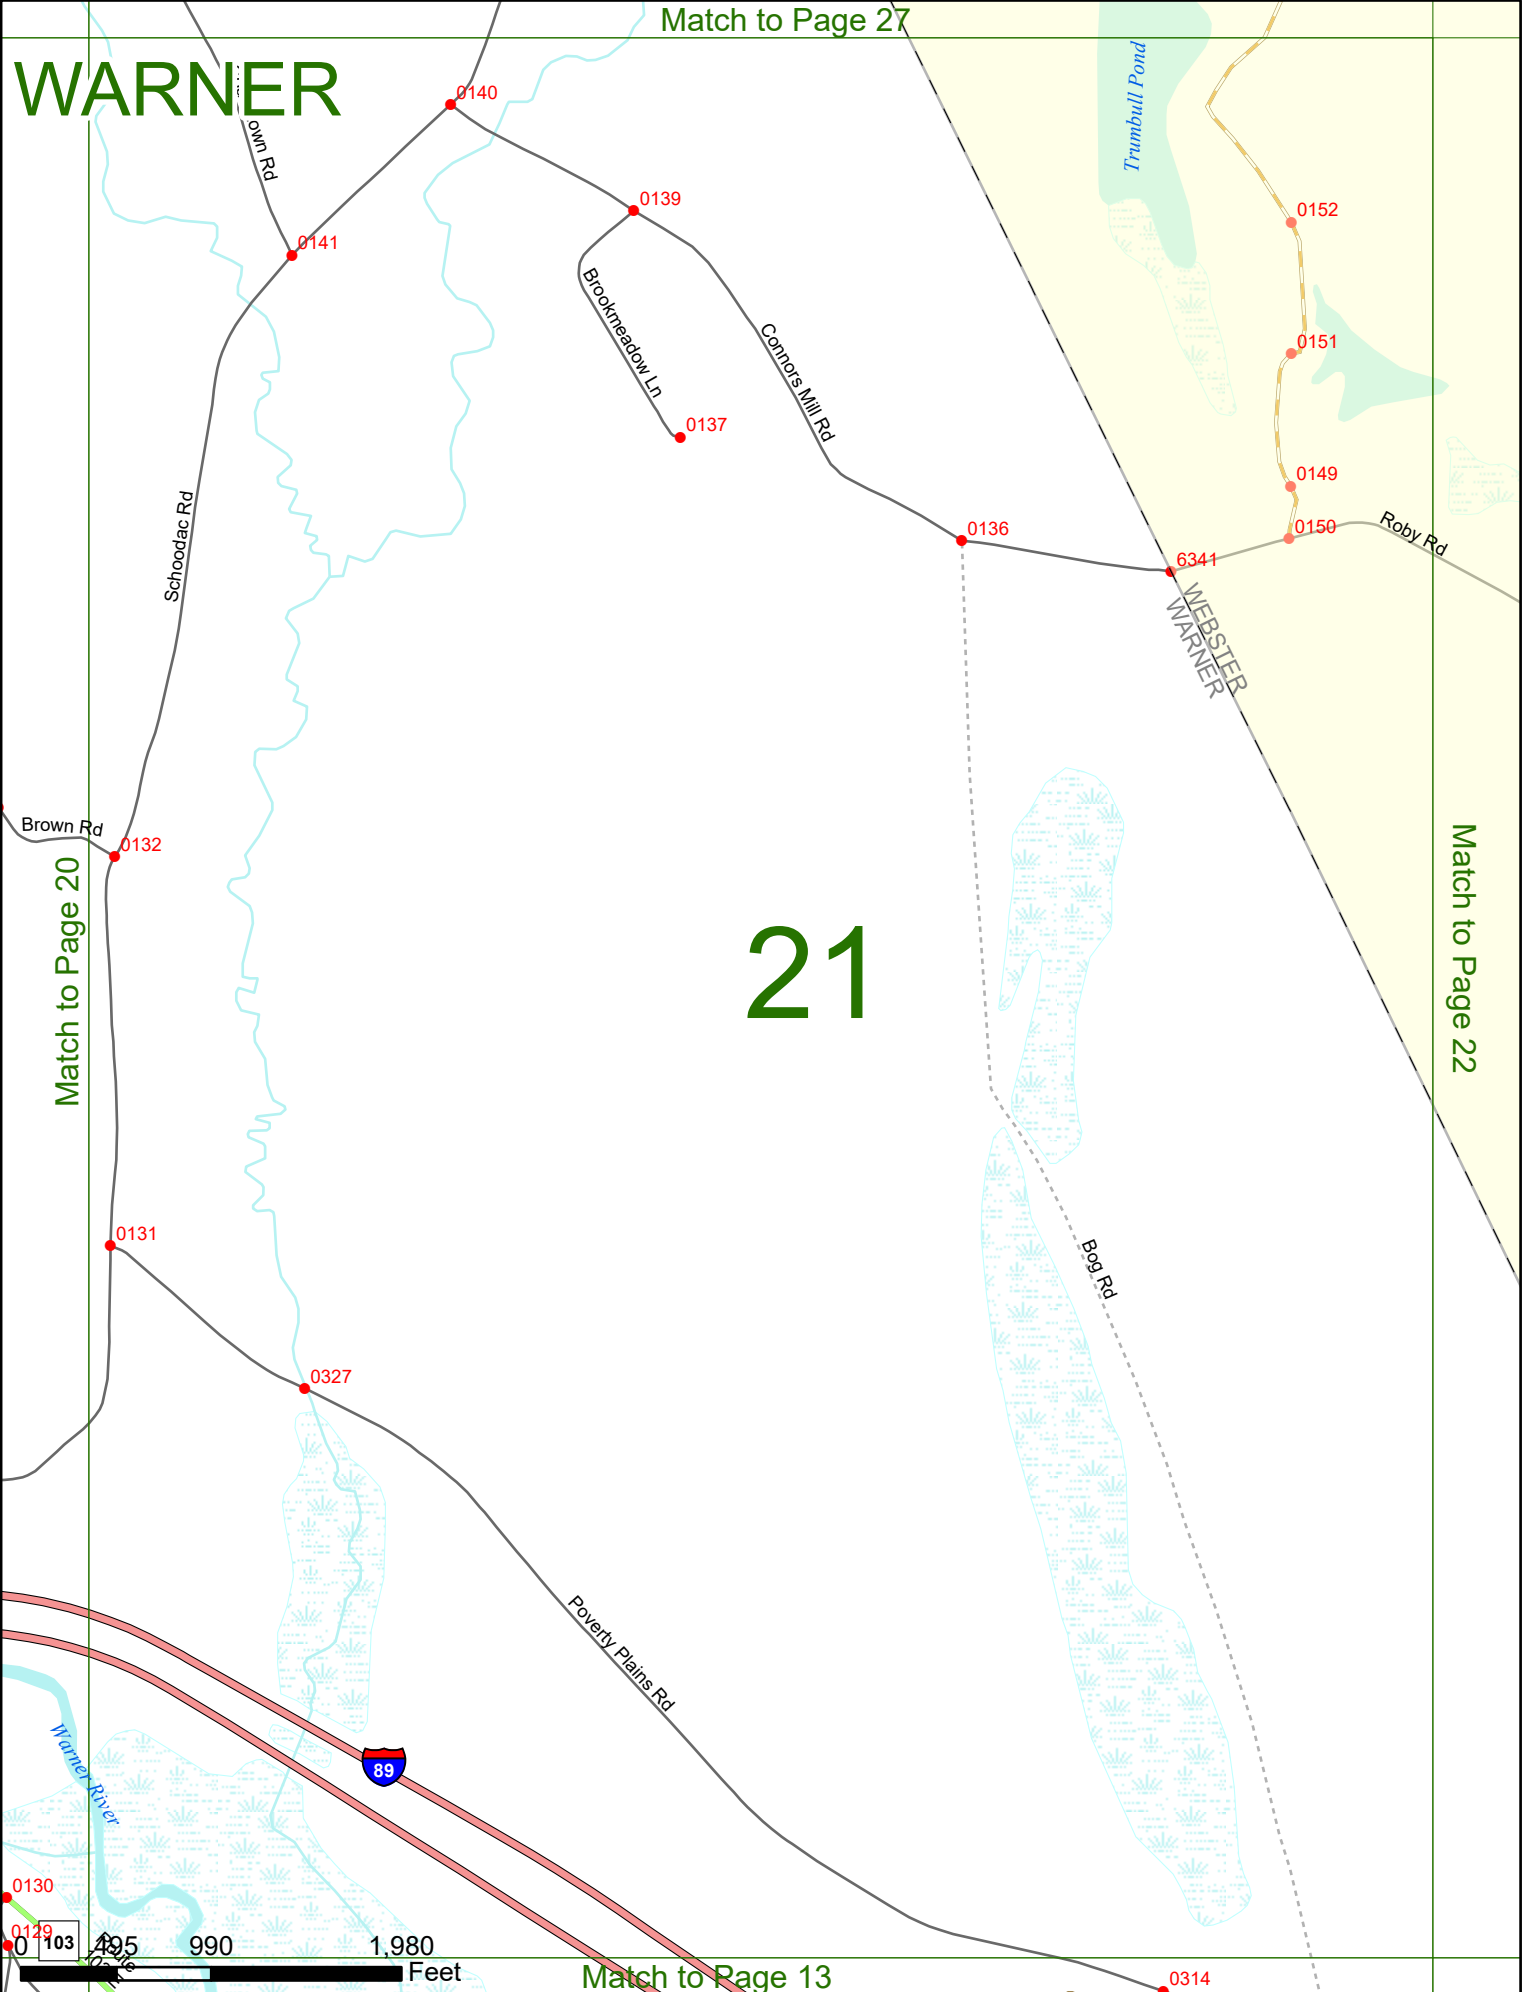 Match to Page 27
WARNER
Trumbull Pond
0140
own Rd
0139
0152
0141
Brookmeadow Ln
Connors Mill Rd
0151
0137
0149
Schoodac Rd
0136
0150
Roby Rd
6341
WEBSTER
WARNER
Brown Rd
0132
Match to Page 20
21
Match to Page 22
0131
Bog Rd
0327
Poverty Plains Rd
Warner River
89
0130
0129
103
Route
0 495 990 1,980
Feet
Match to Page 13
0314